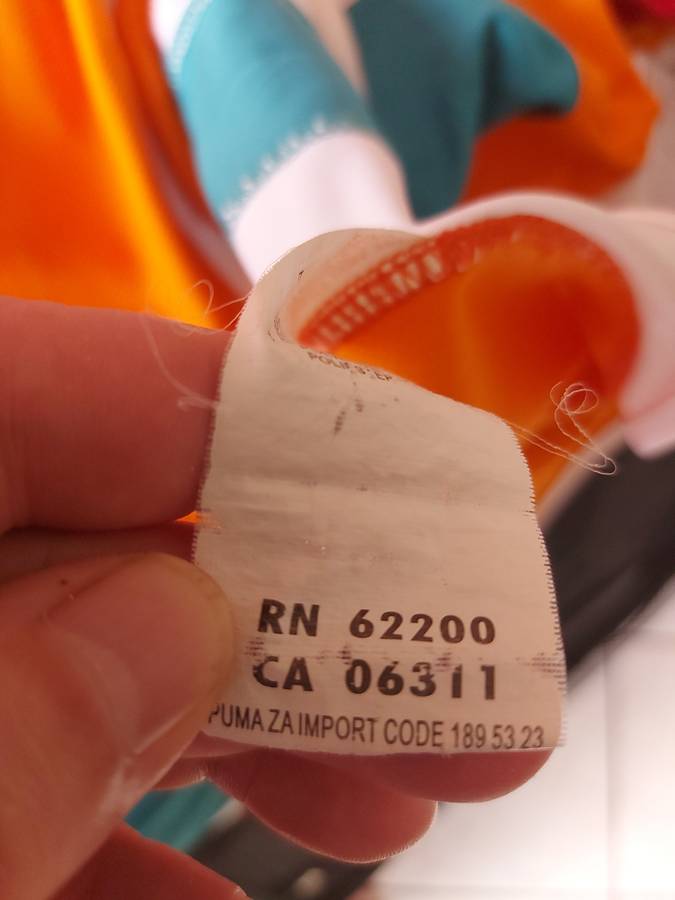 RN 62200
CA 06311
PUMA ZA IMPORT CODE 189 53 23